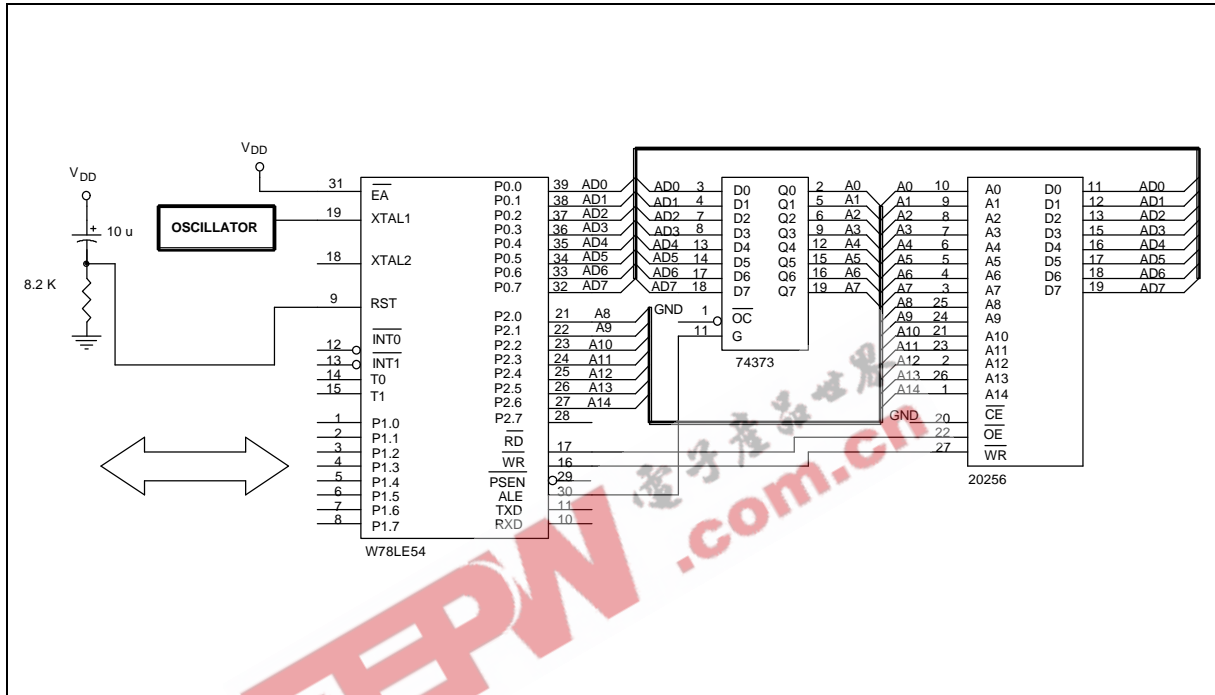 VDD
10 u
8.2 K
VDD
OSCILLATOR
31 EA
19 XTAL1
18 XTAL2
9 RST
12 INT0
13 INT1
14 T0
15 T1
1 P1.0
2 P1.1
3 P1.2
4 P1.3
5 P1.4
6 P1.5
7 P1.6
8 P1.7
P0.0 39 AD0
P0.1 38 AD1
P0.2 37 AD2
P0.3 36 AD3
P0.4 35 AD4
P0.5 34 AD5
P0.6 33 AD6
P0.7 32 AD7
P2.0 21 A8
P2.1 22 A9
P2.2 23 A10
P2.3 24 A11
P2.4 25 A12
P2.5 26 A13
P2.6 27 A14
P2.7 28
RD 17
WR 16
PSEN 29
ALE 30
TXD 11
RXD 10
W78LE54
AD0 3 D0 Q0 2 A0
AD1 4 D1 Q1 5 A1
AD2 7 D2 Q2 6 A2
AD3 8 D3 Q3 9 A3
AD4 13 D4 Q4 12 A4
AD5 14 D5 Q5 15 A5
AD6 17 D6 Q6 16 A6
AD7 18 D7 Q7 19 A7
GND 1 OC
11 G
74373
A0 10 A0 D0 11 AD0
A1 9 A1 D1 12 AD1
A2 8 A2 D2 13 AD2
A3 7 A3 D3 15 AD3
A4 6 A4 D4 16 AD4
A5 5 A5 D5 17 AD5
A6 4 A6 D6 18 AD6
A7 3 A7 D7 19 AD7
A8 25 A8
A9 24 A9
A10 21 A10
A11 23 A11
A12 2 A12
A13 26 A13
A14 1 A14
GND 20 CE
22 OE
27 WR
20256
電子產品世界
EEPW .com.cn